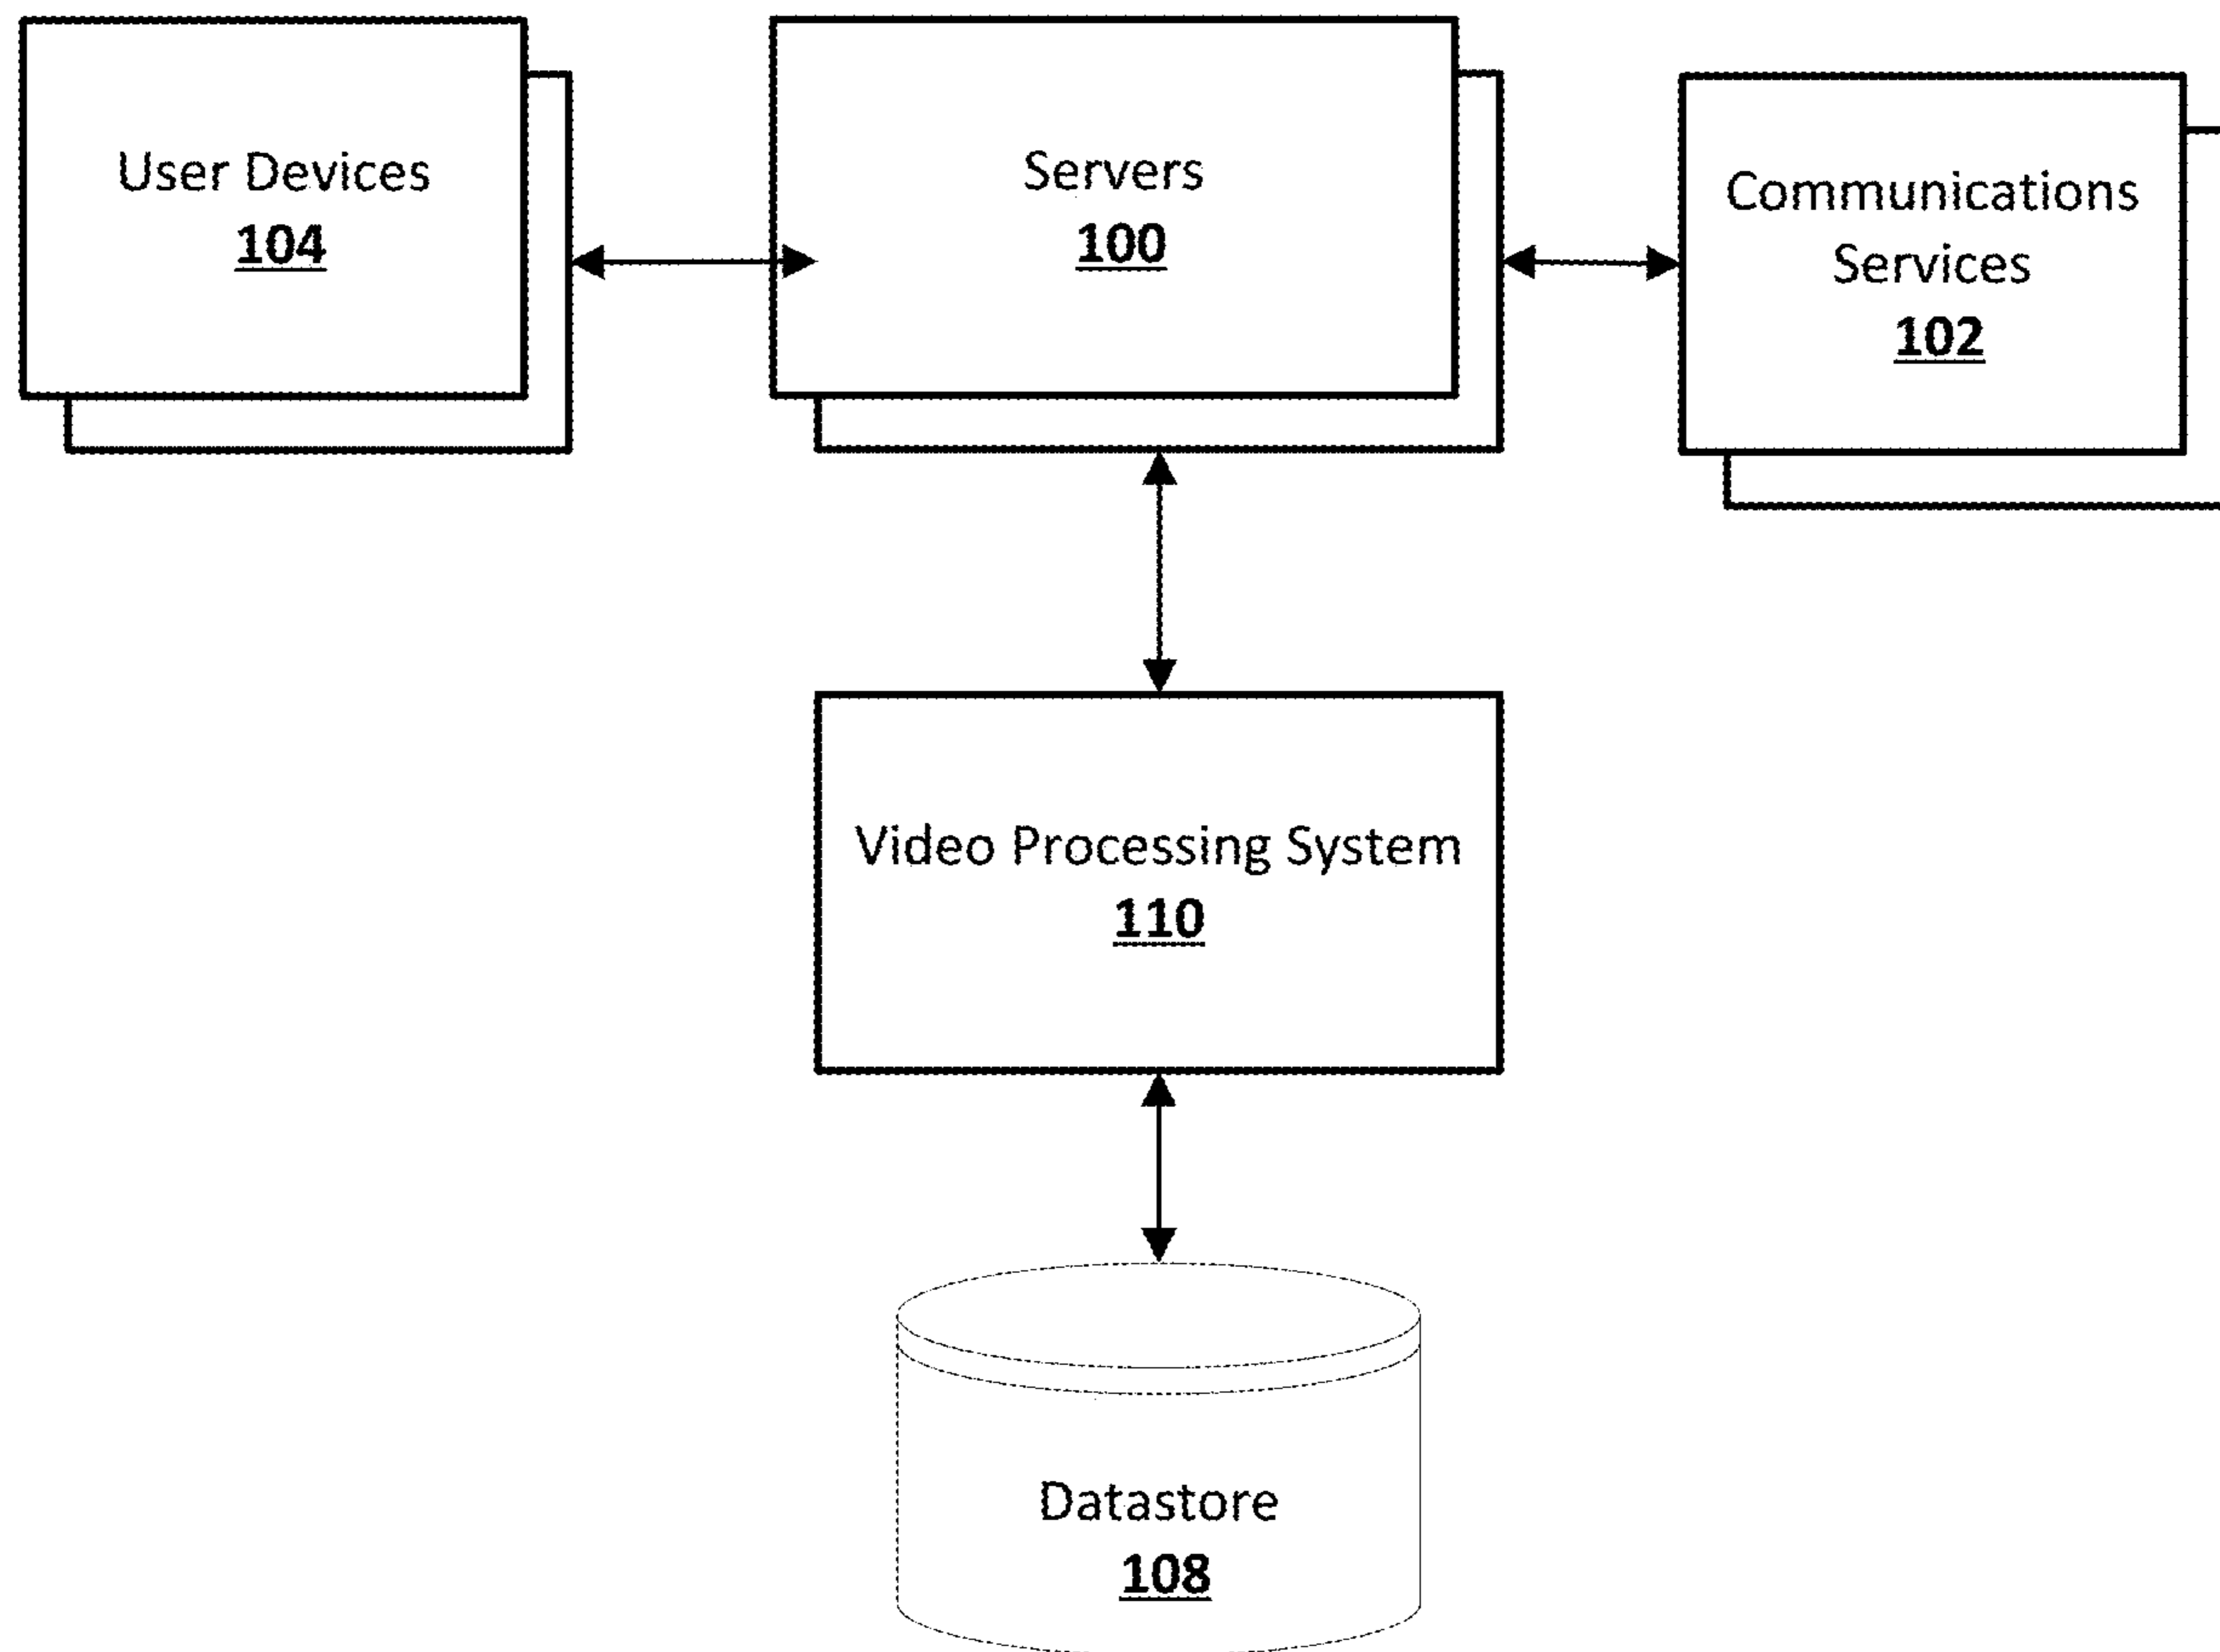 User Devices
104
Servers
100
Communications
Services
102
Video Processing System
110
Datastore
108